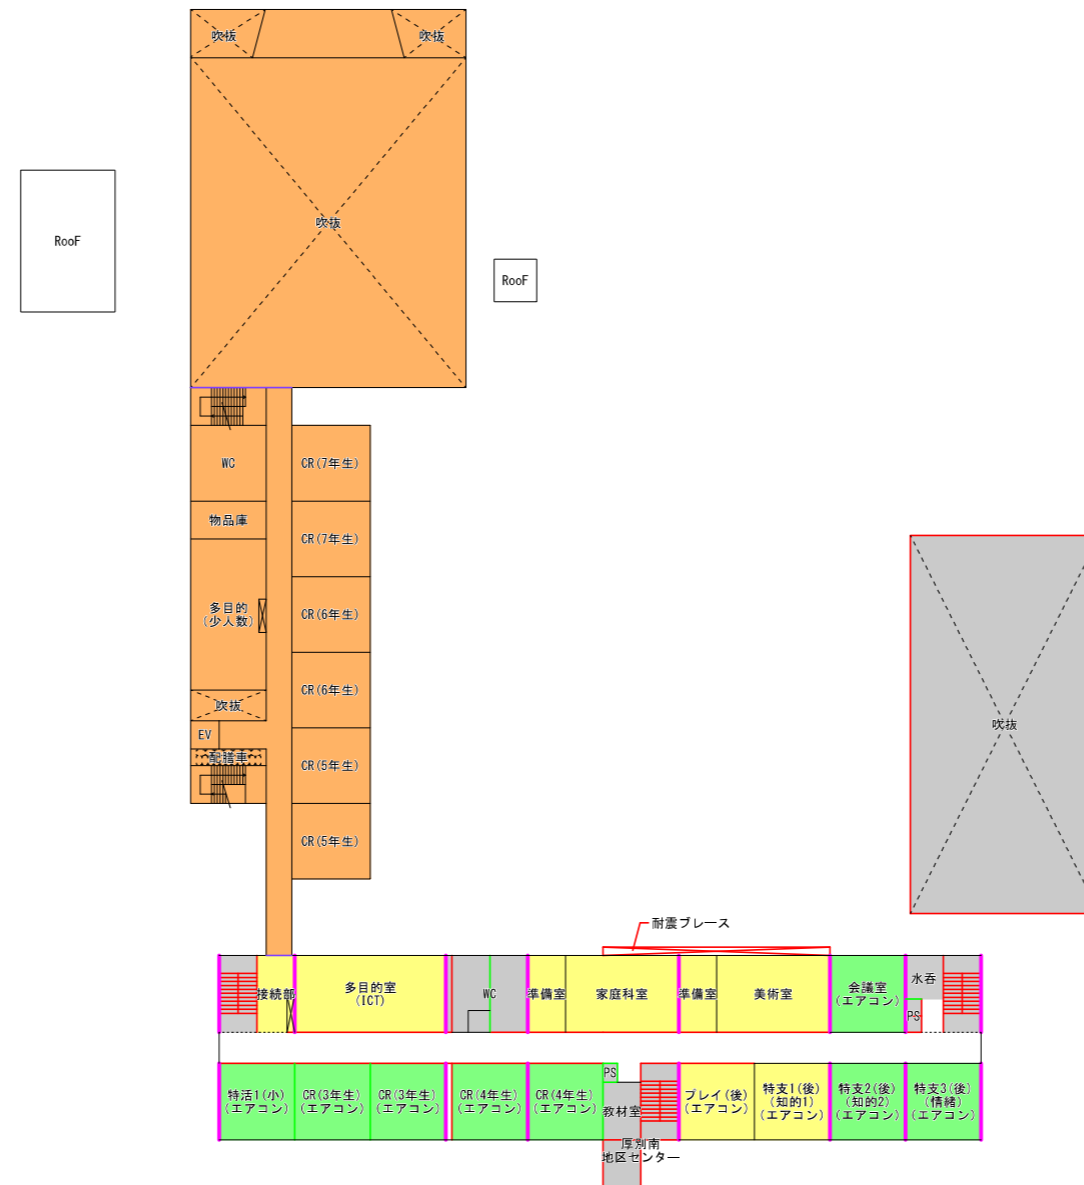 吹抜
吹抜
吹抜
RooF
RooF
WC
CR(7年生)
物品庫
CR(7年生)
多目的
(少人数)
CR(6年生)
CR(6年生)
吹抜
EV
配膳車
CR(5年生)
CR(5年生)
吹抜
耐震ブレース
接続部
多目的室
(ICT)
WC
準備室
家庭科室
準備室
美術室
会議室
(エアコン)
水呑
PS
特活1(小)
(エアコン)
CR(3年生)
(エアコン)
CR(3年生)
(エアコン)
CR(4年生)
(エアコン)
CR(4年生)
(エアコン)
PS
教材室
厚別南
地区センター
プレイ(後)
(エアコン)
特支1(後)
(知的1)
(エアコン)
特支2(後)
(知的2)
(エアコン)
特支3(後)
(情緒)
(エアコン)